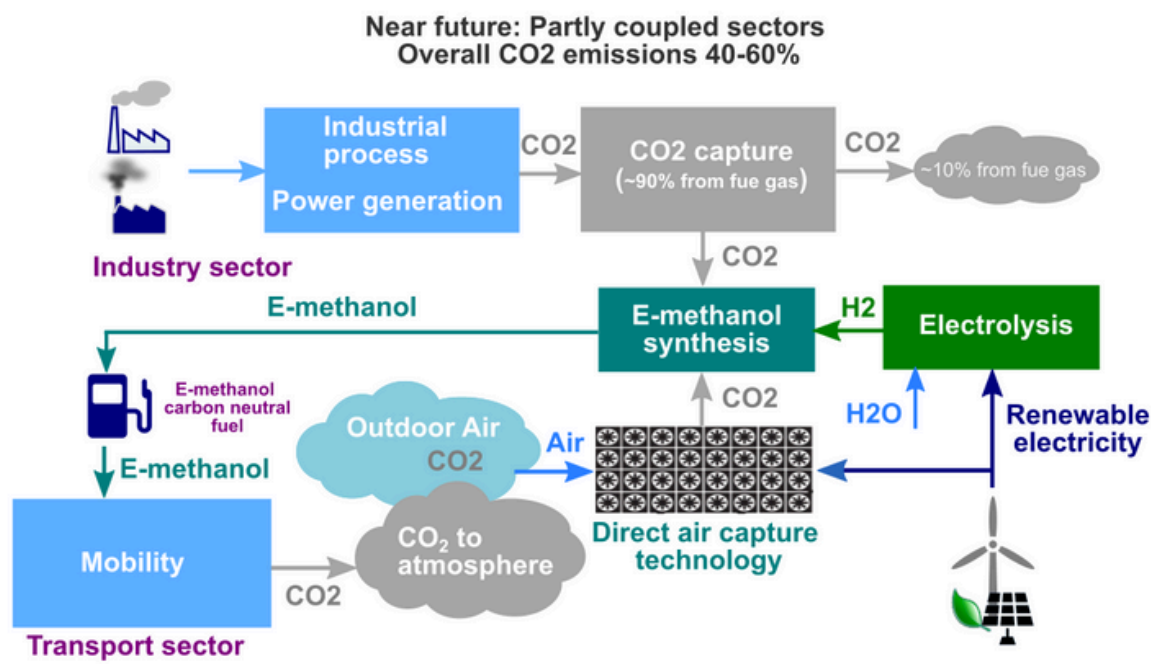 Near future: Partly coupled sectors
Overall CO2 emissions 40-60%
Industrial
process
Power generation
CO2
CO2 capture
(~90% from fue gas)
CO2
~10% from fue gas
Industry sector
CO2
E-methanol
E-methanol
synthesis
H2
Electrolysis
E-methanol
carbon neutral
fuel
CO2
H2O
Renewable
electricity
Outdoor Air
CO2
Air
E-methanol
Direct air capture
technology
Mobility
CO2
CO₂ to
atmosphere
Transport sector